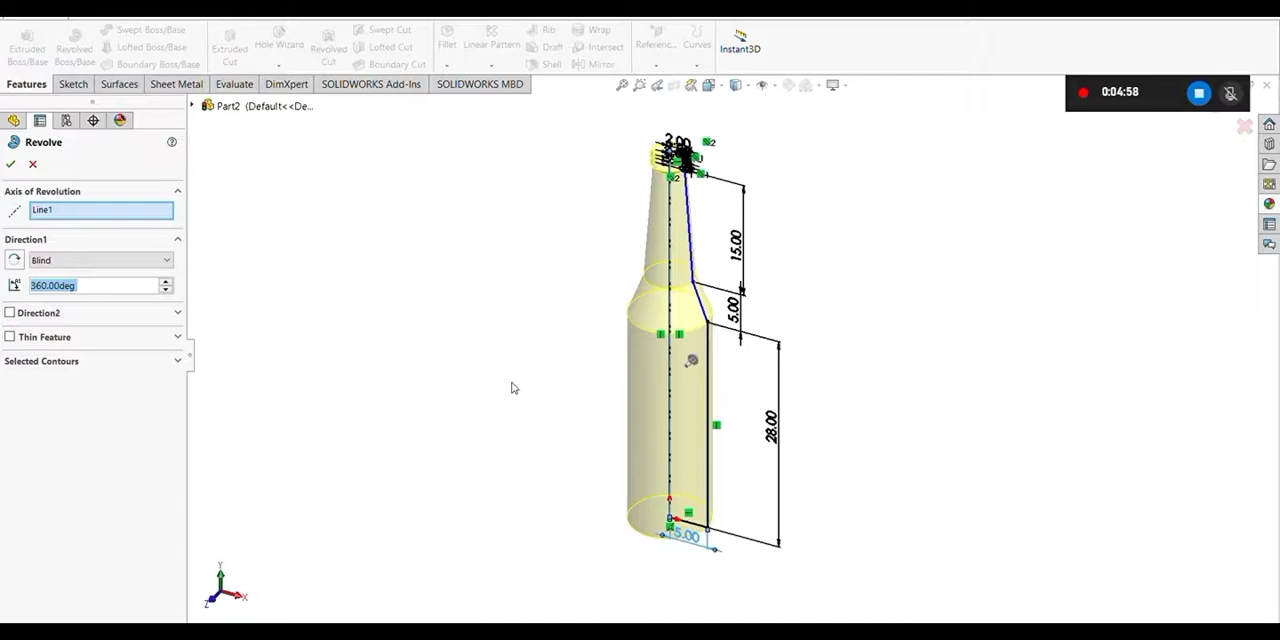 Extruded Boss/Base
Revolved Boss/Base
Swept Boss/Base
Lofted Boss/Base
Boundary Boss/Base
Extruded Cut
Hole Wizard
Revolved Cut
Swept Cut
Lofted Cut
Boundary Cut
Fillet
Linear Pattern
Rib
Draft
Shell
Wrap
Intersect
Mirror
Referenc...
Curves
Instant3D
Features
Sketch
Surfaces
Sheet Metal
Evaluate
DimXpert
SOLIDWORKS Add-Ins
SOLIDWORKS MBD
0:04:58
Part2 (Default<<De...
Revolve
Axis of Revolution
Line1
Direction1
Blind
360.00deg
Direction2
Thin Feature
Selected Contours
15.00
5.00
28.00
5.00
Y
X
Z